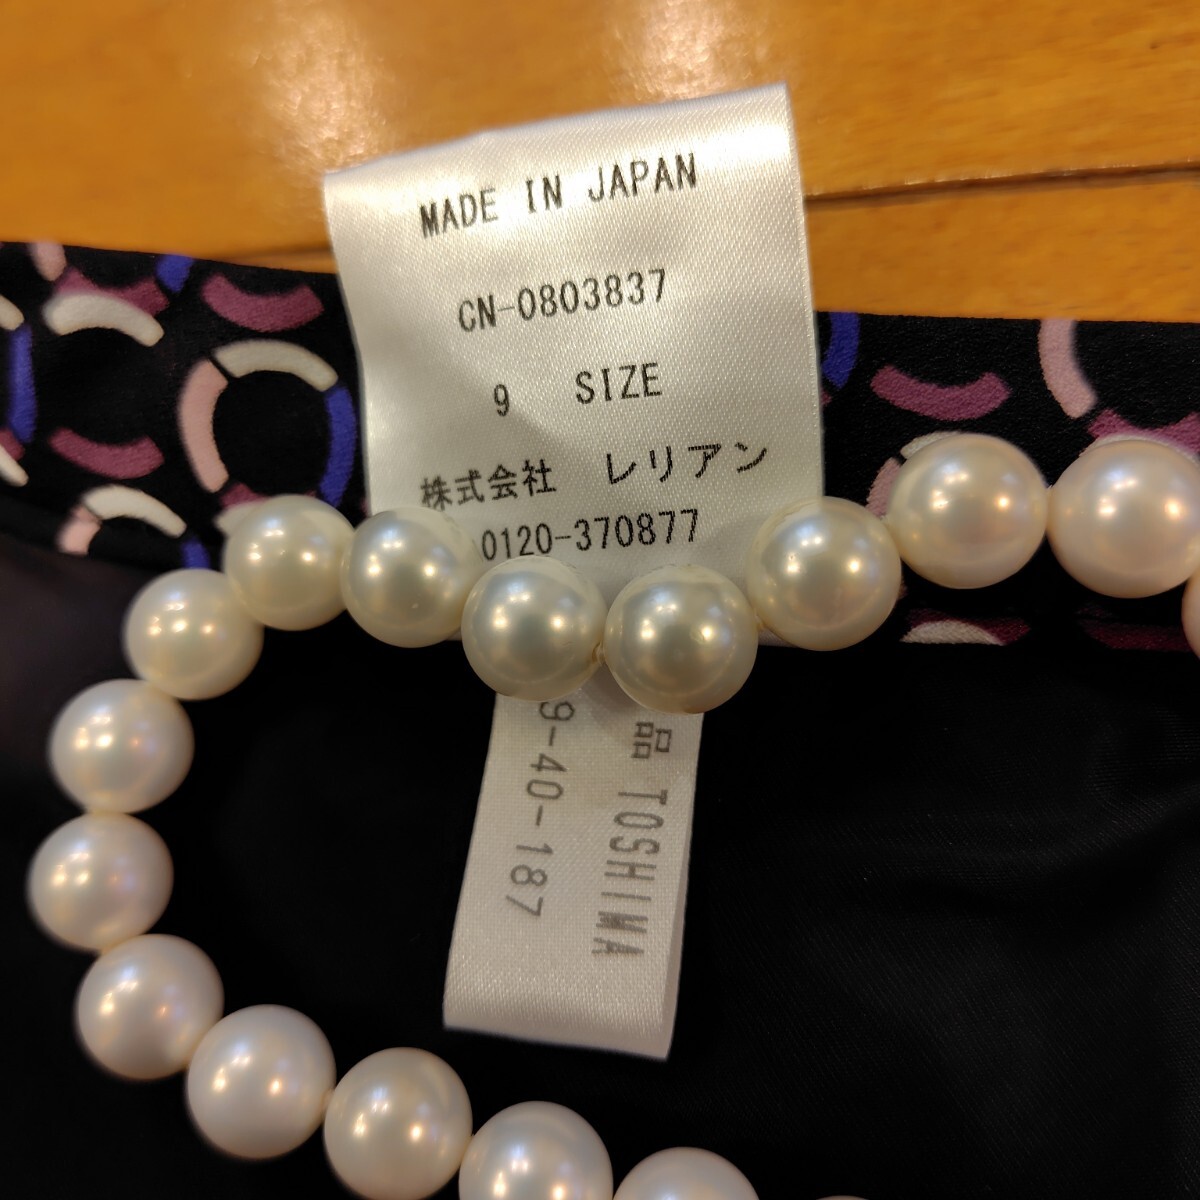 MADE IN JAPAN
CN-0803837
9 SIZE
株式会社 レリアン
0120-370877
品 TOSHIMA
9-40-187